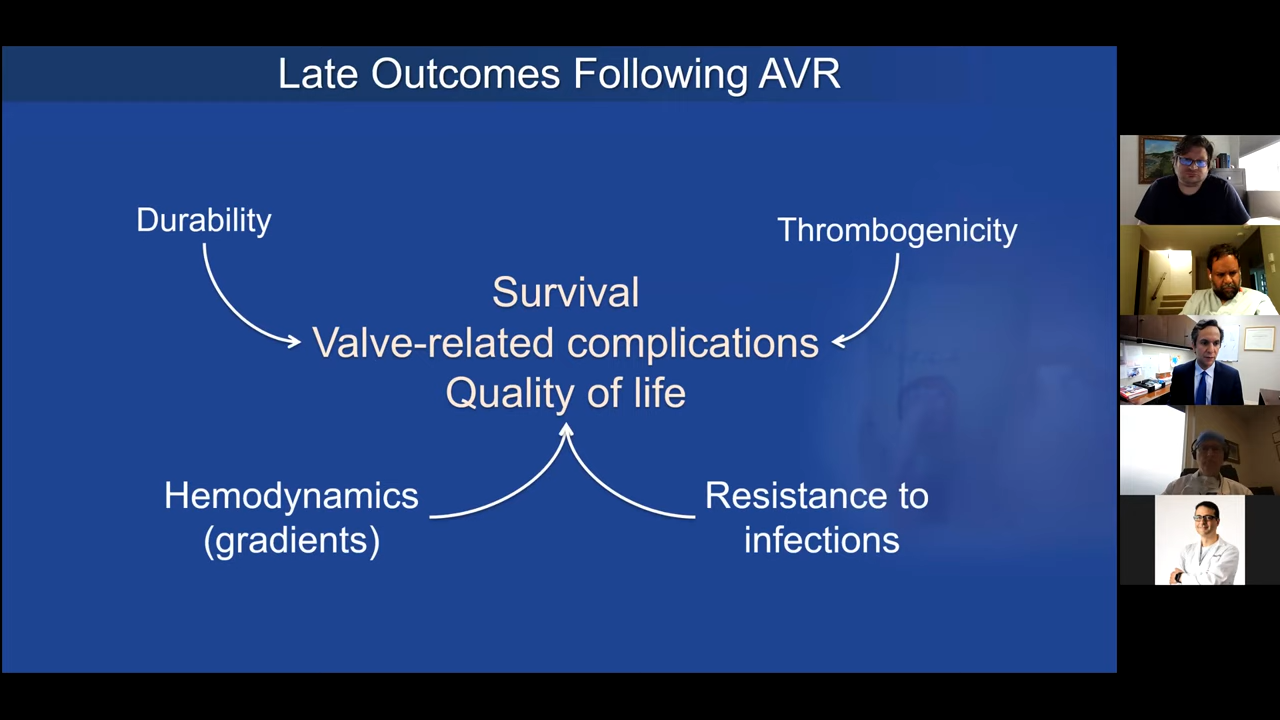 Late Outcomes Following AVR
Durability
Thrombogenicity
Survival
Valve-related complications
Quality of life
Hemodynamics
(gradients)
Resistance to
infections